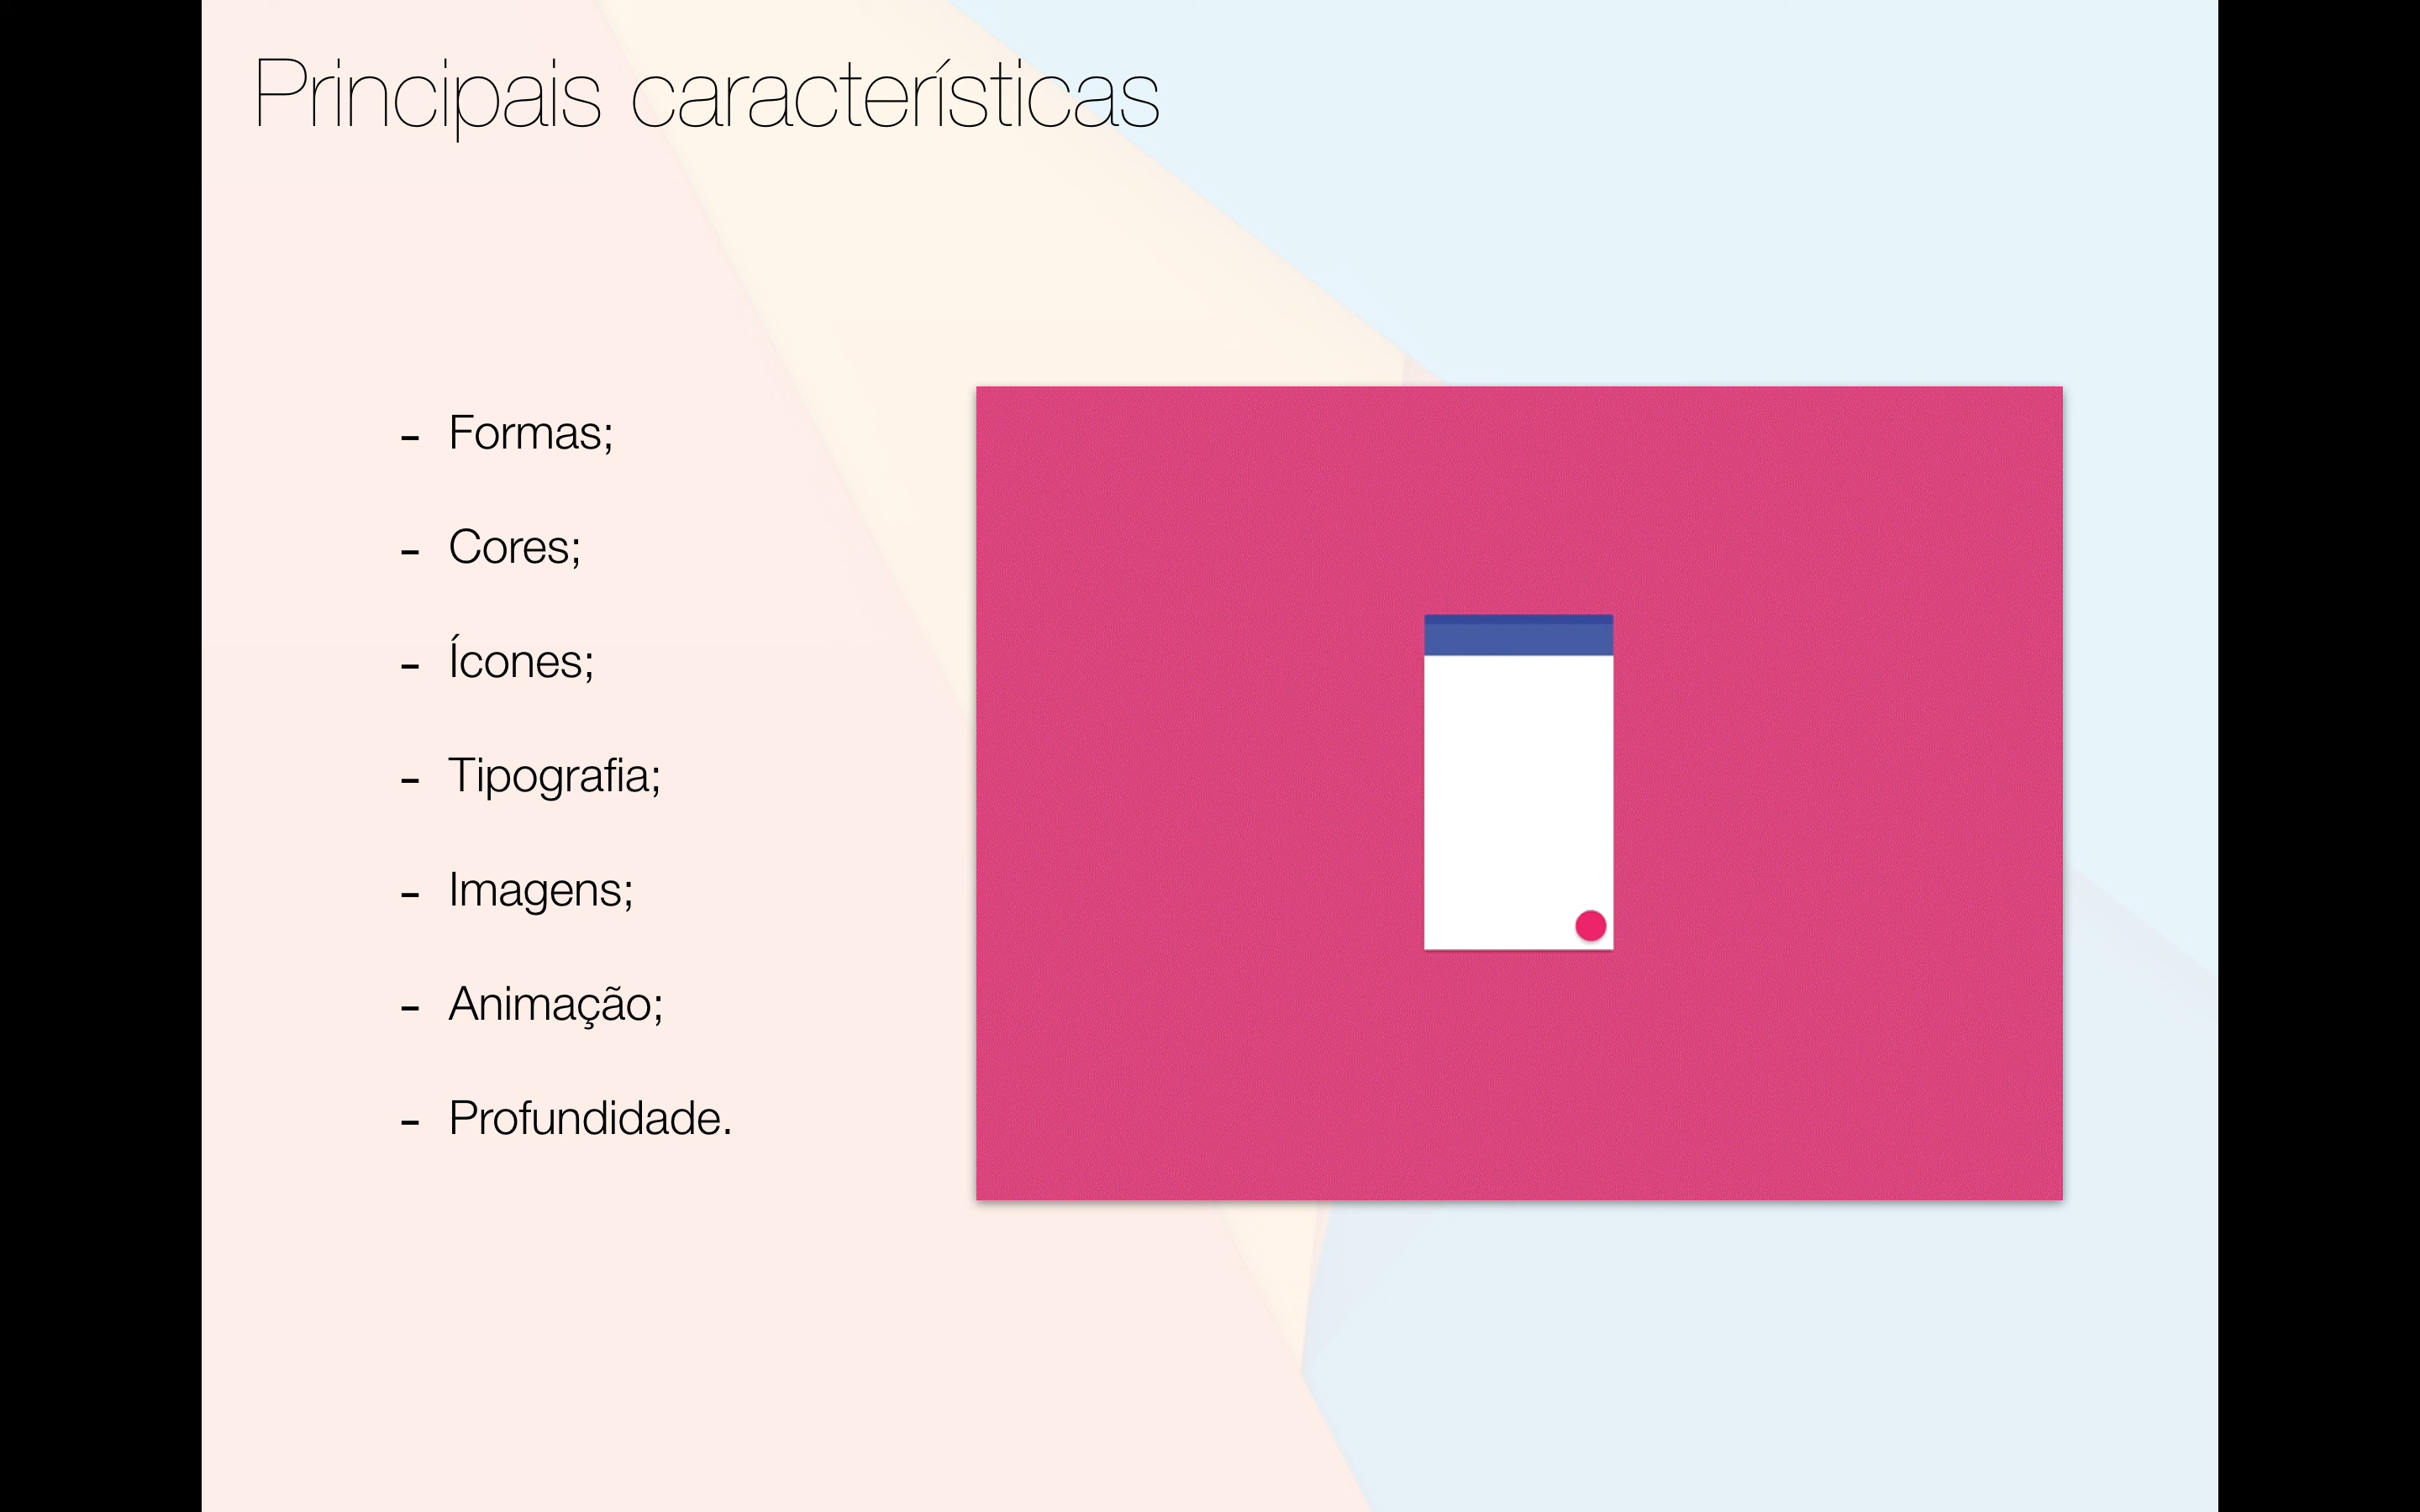 Principais características
- Formas;
- Cores;
- Ícones;
- Tipografia;
- Imagens;
- Animação;
- Profundidade.